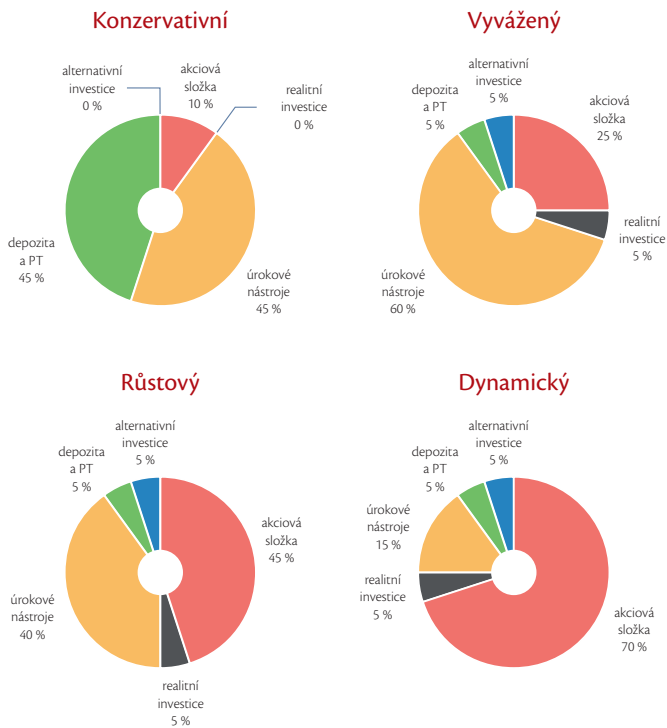 Konzervativní
alternativní
investice
0 %
akciová
složka
10 %
realitní
investice
0 %
depozita
a PT
45 %
úrokové
nástroje
45 %
Vyvážený
depozita
a PT
5 %
alternativní
investice
5 %
akciová
složka
25 %
realitní
investice
5 %
úrokové
nástroje
60 %
Růstový
depozita
a PT
5 %
alternativní
investice
5 %
akciová
složka
45 %
úrokové
nástroje
40 %
realitní
investice
5 %
Dynamický
depozita
a PT
5 %
alternativní
investice
5 %
úrokové
nástroje
15 %
realitní
investice
5 %
akciová
složka
70 %